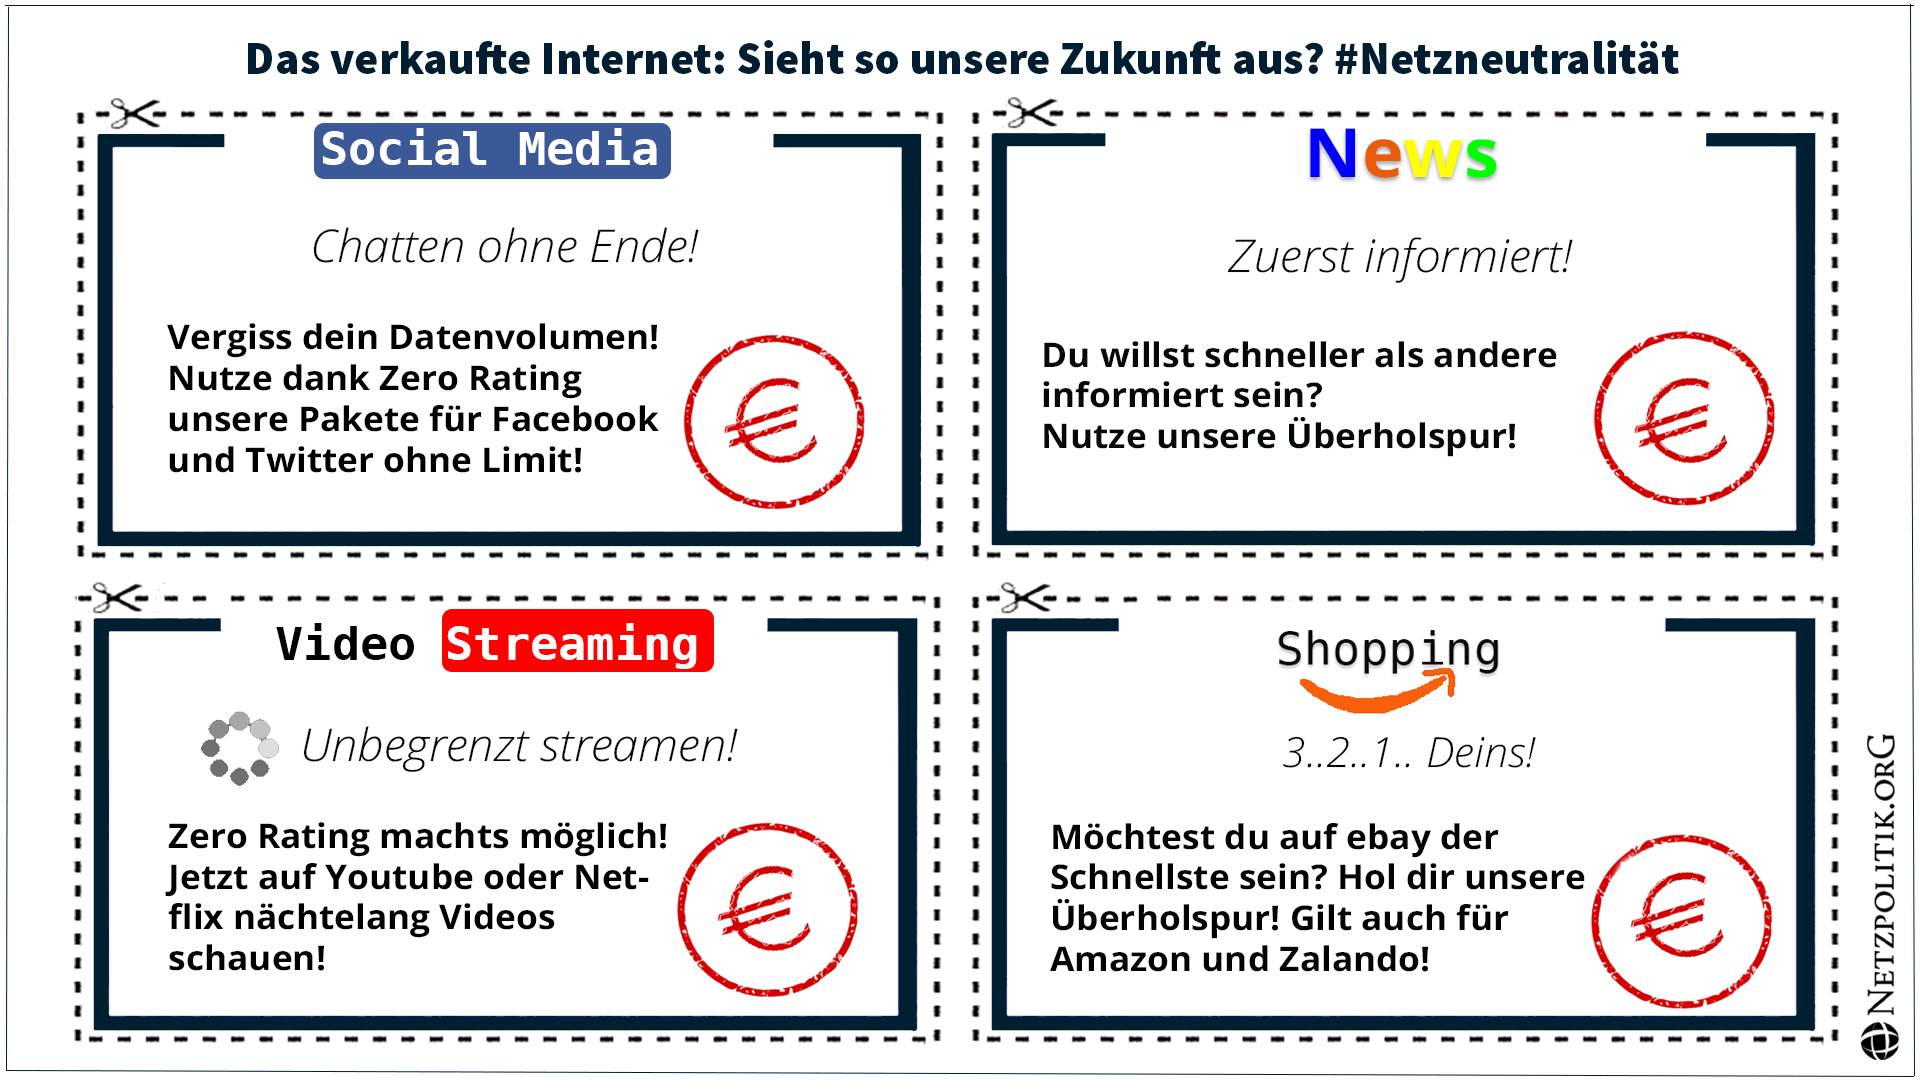 Das verkaufte Internet: Sieht so unsere Zukunft aus? #Netzneutralität
Social Media
Chatten ohne Ende!
Vergiss dein Datenvolumen!
Nutze dank Zero Rating
unsere Pakete für Facebook
und Twitter ohne Limit!
€
News
Zuerst informiert!
Du willst schneller als andere
informiert sein?
Nutze unsere Überholspur!
€
Video Streaming
Unbegrenzt streamen!
Zero Rating machts möglich!
Jetzt auf Youtube oder Net-
flix nächtelang Videos
schauen!
€
Shopping
3..2..1.. Deins!
Möchtest du auf ebay der
Schnellste sein? Hol dir unsere
Überholspur! Gilt auch für
Amazon und Zalando!
€
NETZPOLITIK.ORG